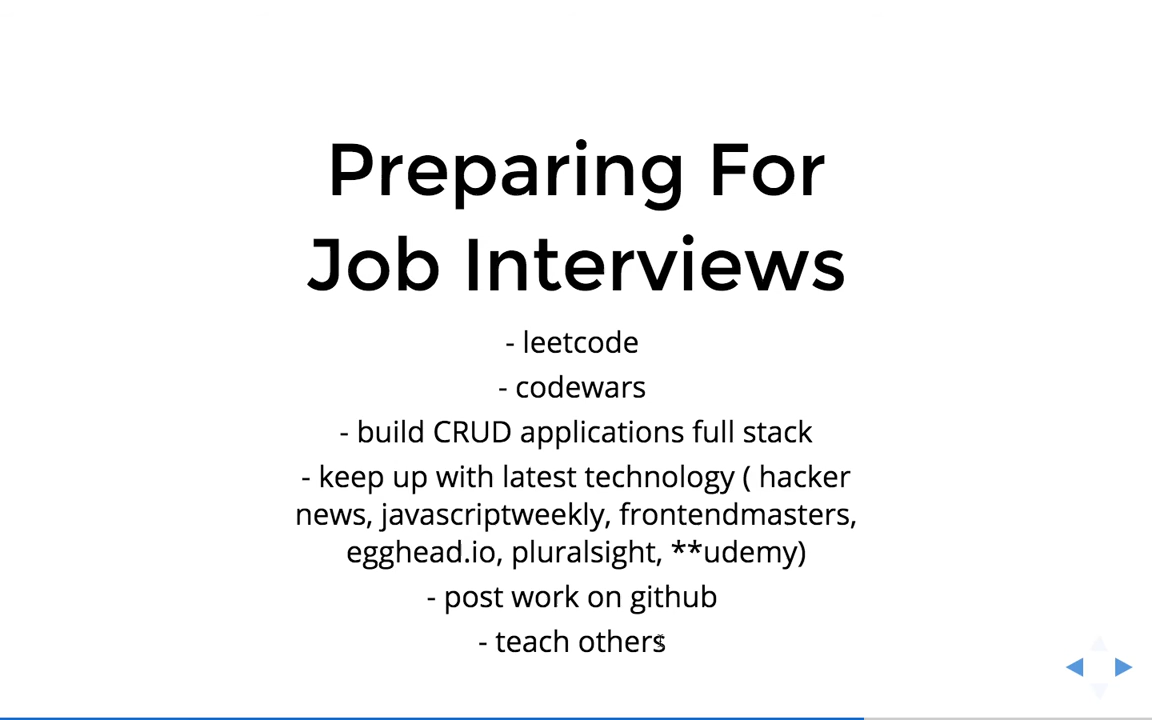 Preparing For
Job Interviews
- leetcode
- codewars
- build CRUD applications full stack
- keep up with latest technology ( hacker
news, javascriptweekly, frontendmasters,
egghead.io, pluralsight, **udemy)
- post work on github
- teach others